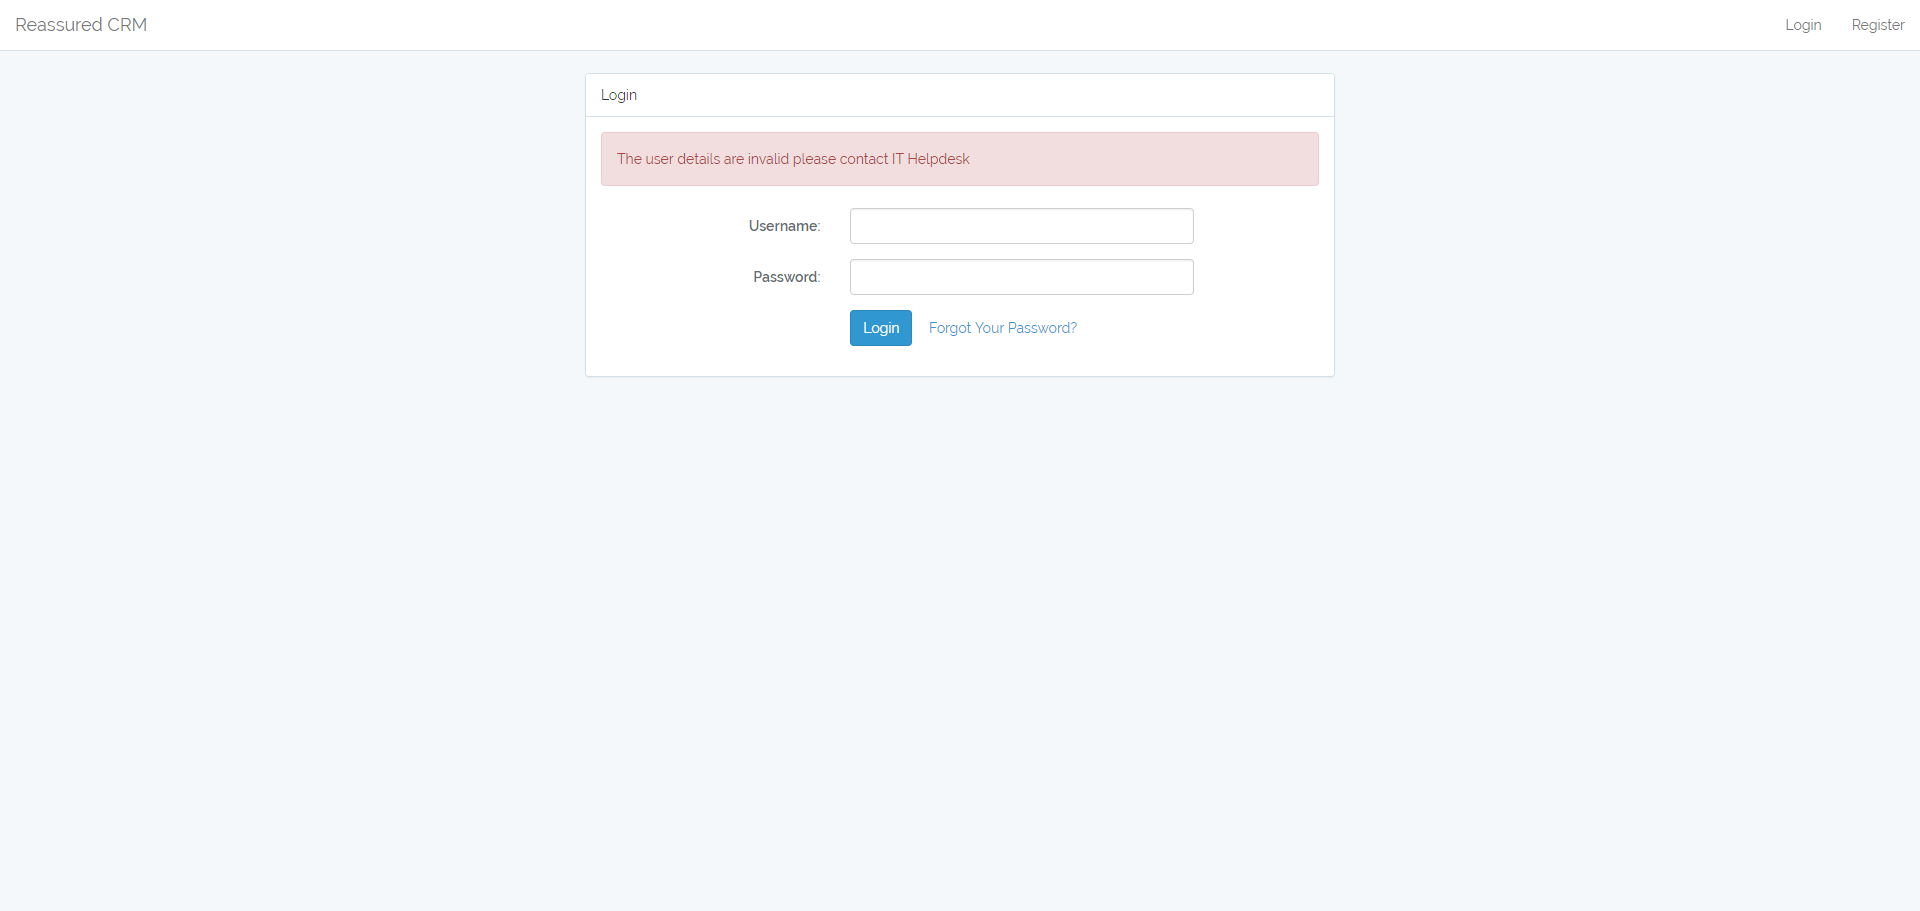 Reassured CRM
Login
Register
Login
The user details are invalid please contact IT Helpdesk
Username:
Password:
Login
Forgot Your Password?